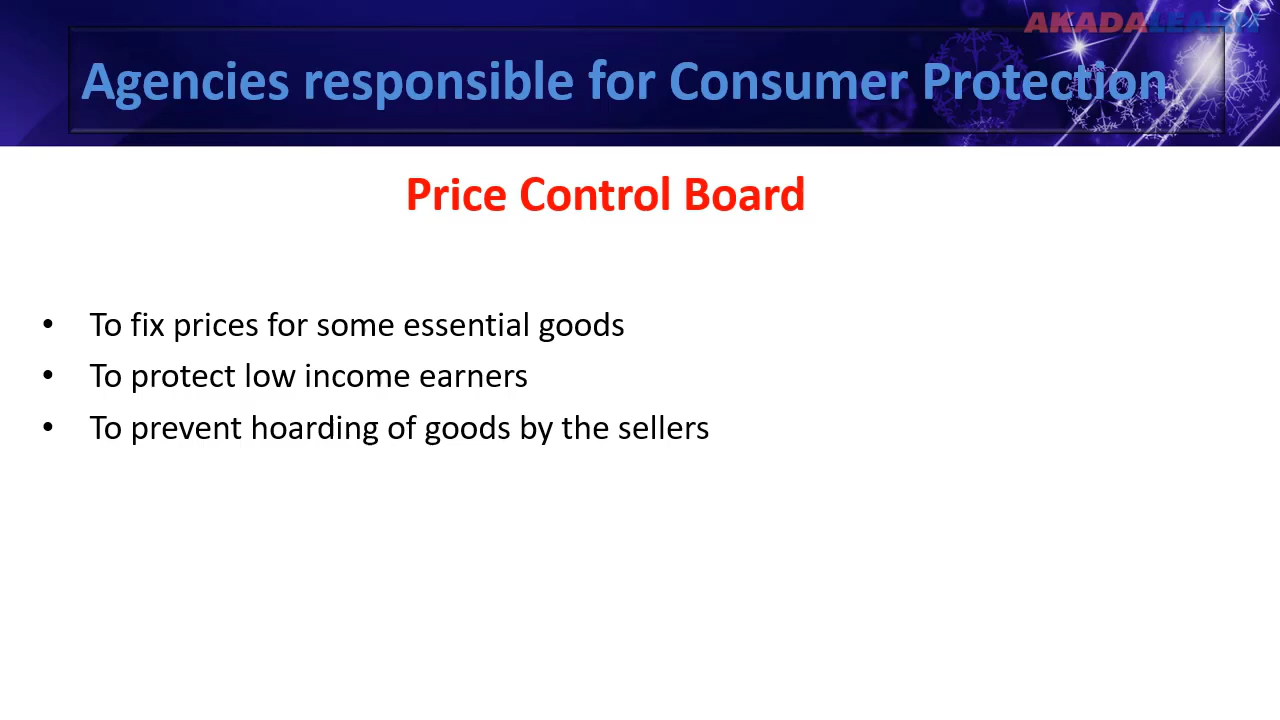 AKADALEARN
Agencies responsible for Consumer Protection
Price Control Board
• To fix prices for some essential goods
• To protect low income earners
• To prevent hoarding of goods by the sellers